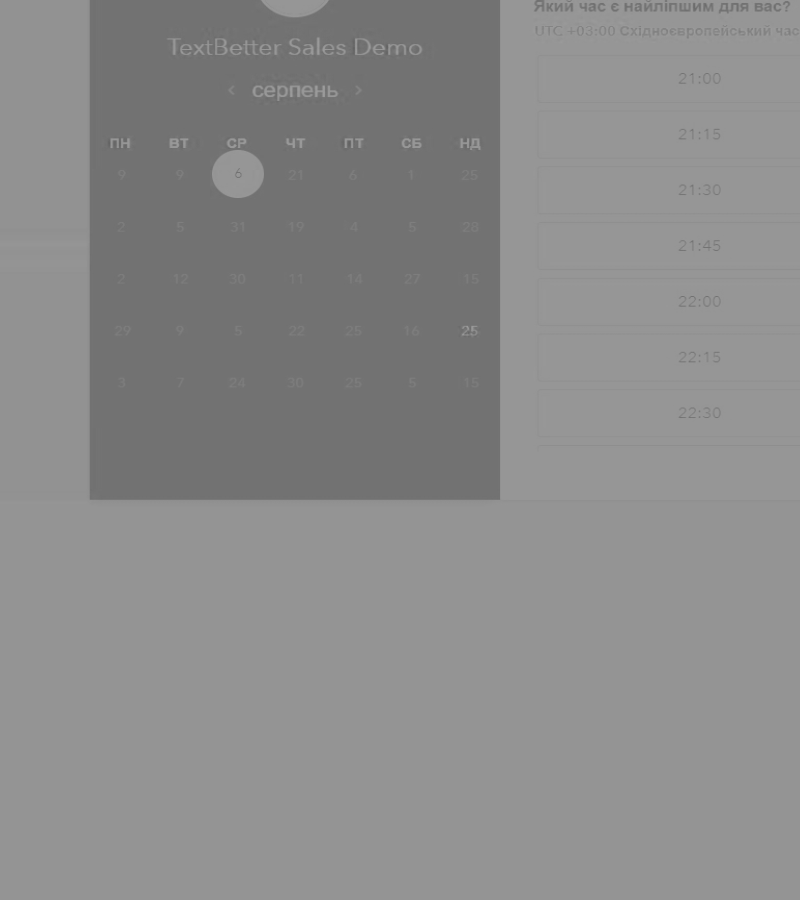 TextBetter Sales Demo
‹ серпень ›
ПН ВТ СР ЧТ ПТ СБ НД
9 9 6 21 6 1 25
2 5 31 19 4 5 28
2 12 30 11 14 27 15
29 9 5 22 25 16 25
3 7 24 30 25 5 15
Який час є найліпшим для вас?
UTC +03:00 Східноєвропейський час
21:00
21:15
21:30
21:45
22:00
22:15
22:30